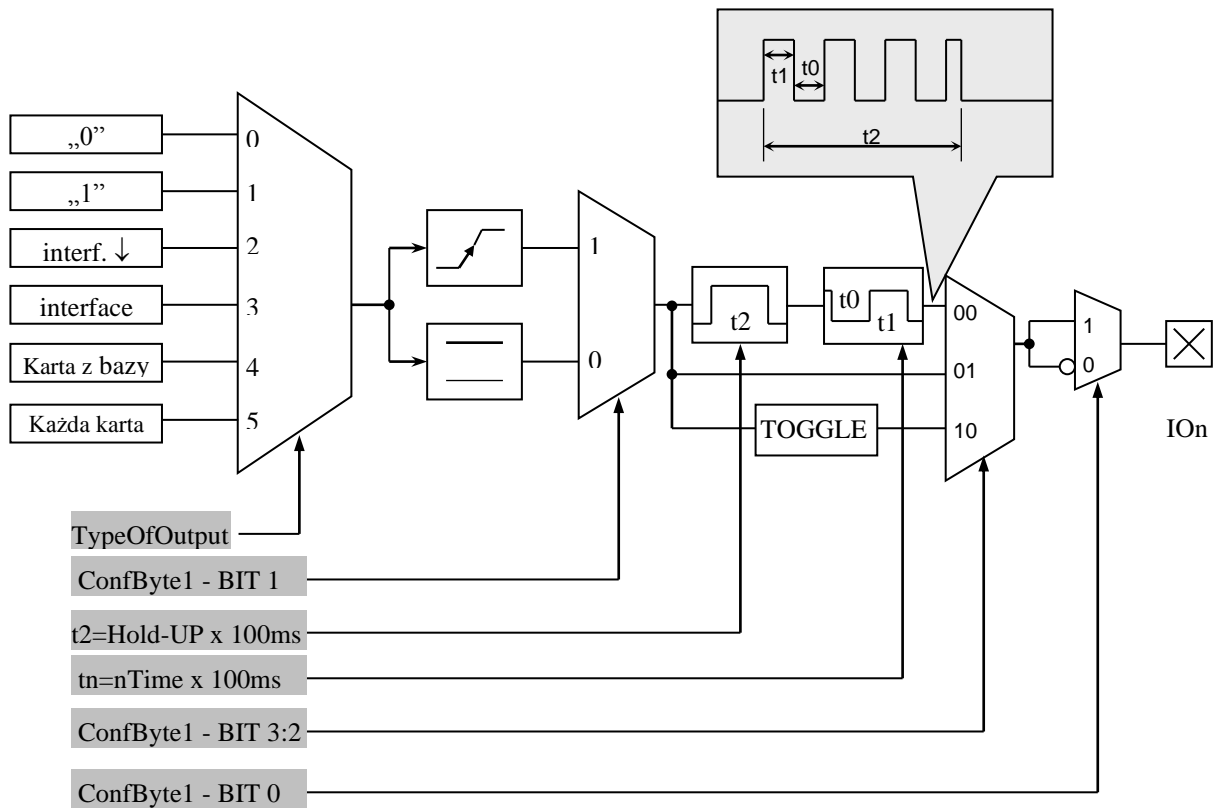 t1
t0
t2
„0”
0
„1”
1
interf. ↓
2
interface
3
Karta z bazy
4
Każda karta
5
1
0
t2
t0
t1
00
01
TOGGLE
10
1
0
IOn
TypeOfOutput
ConfByte1 - BIT 1
t2=Hold-UP x 100ms
tn=nTime x 100ms
ConfByte1 - BIT 3:2
ConfByte1 - BIT 0